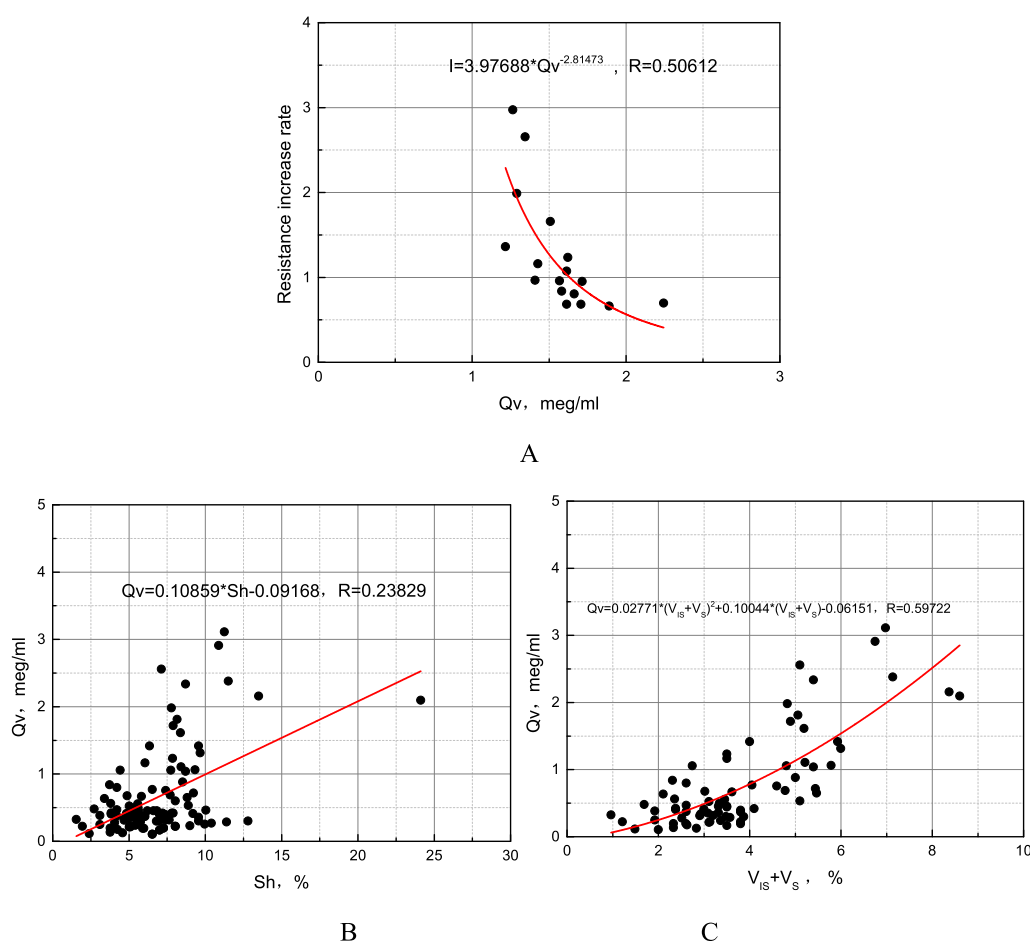 I=3.97688*Qv-2.81473 , R=0.50612
4
3
2
1
0
Resistance increase rate
0 1 2 3
Qv，meg/ml
A
Qv=0.10859*Sh-0.09168，R=0.23829
5
4
3
2
1
0
Qv，meg/ml
0 5 10 15 20 25 30
Sh，%
B
Qv=0.02771*(VIS+VS)2+0.10044*(VIS+VS)-0.06151，R=0.59722
5
4
3
2
1
0
Qv，meg/ml
0 2 4 6 8 10
VIS+VS ，%
C